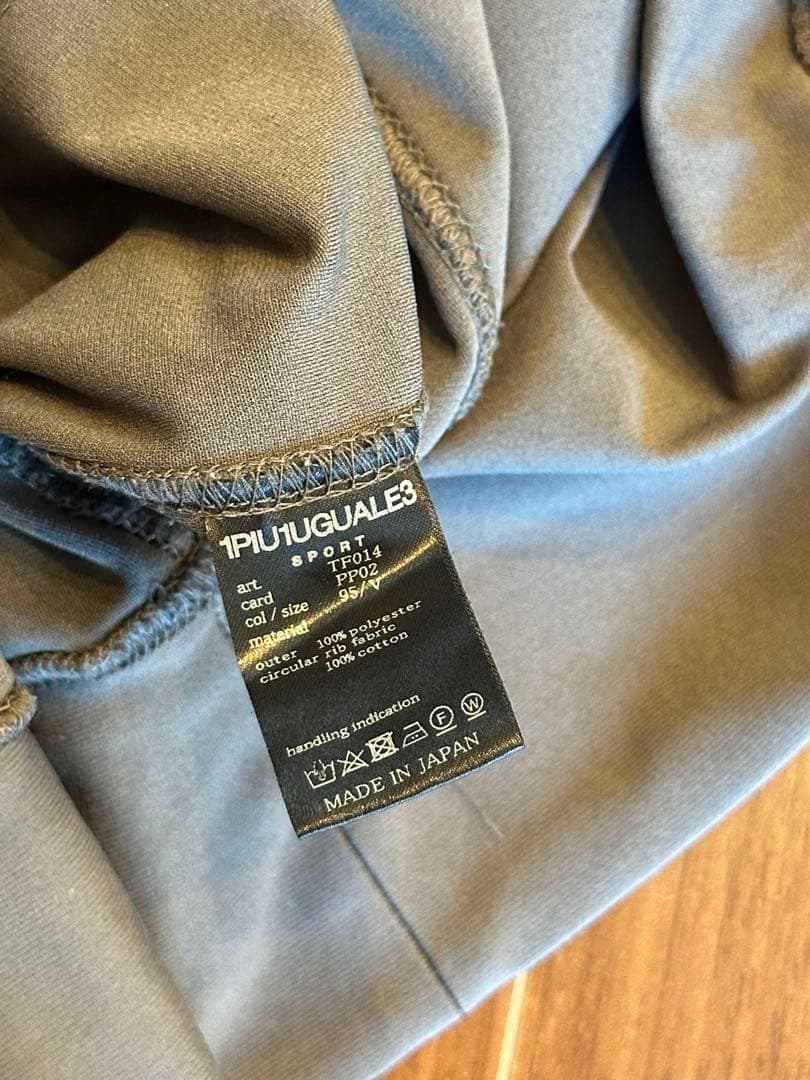 1PIU1UGUALE3
SPORT
art. TF014
card PP02
col / size 95/V
material
outer 100% polyester
circular rib fabric
100% cotton
handling indication
F W
MADE IN JAPAN